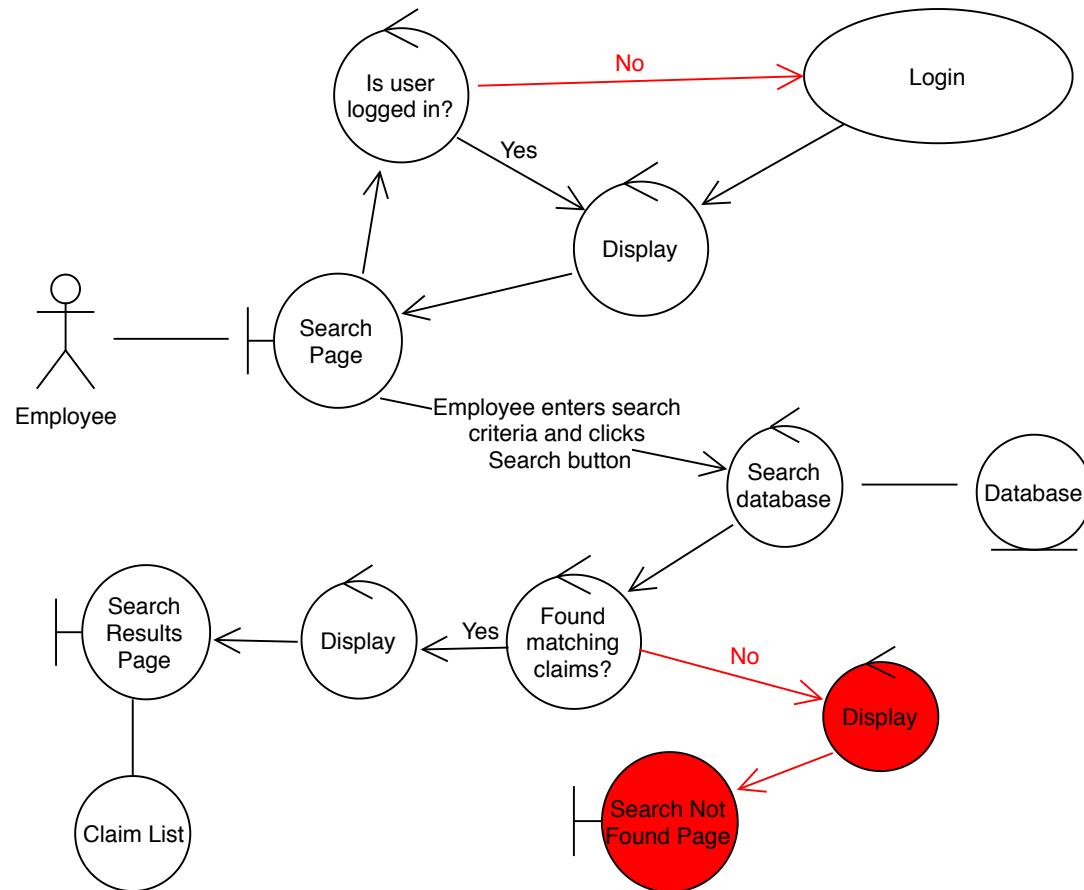 Is user
logged in?
No
Login
Yes
Display
Search
Page
Employee
Employee enters search
criteria and clicks
Search button
Search
database
Database
Search
Results
Page
Display
Yes
Found
matching
claims?
No
Display
Claim List
Search Not
Found Page